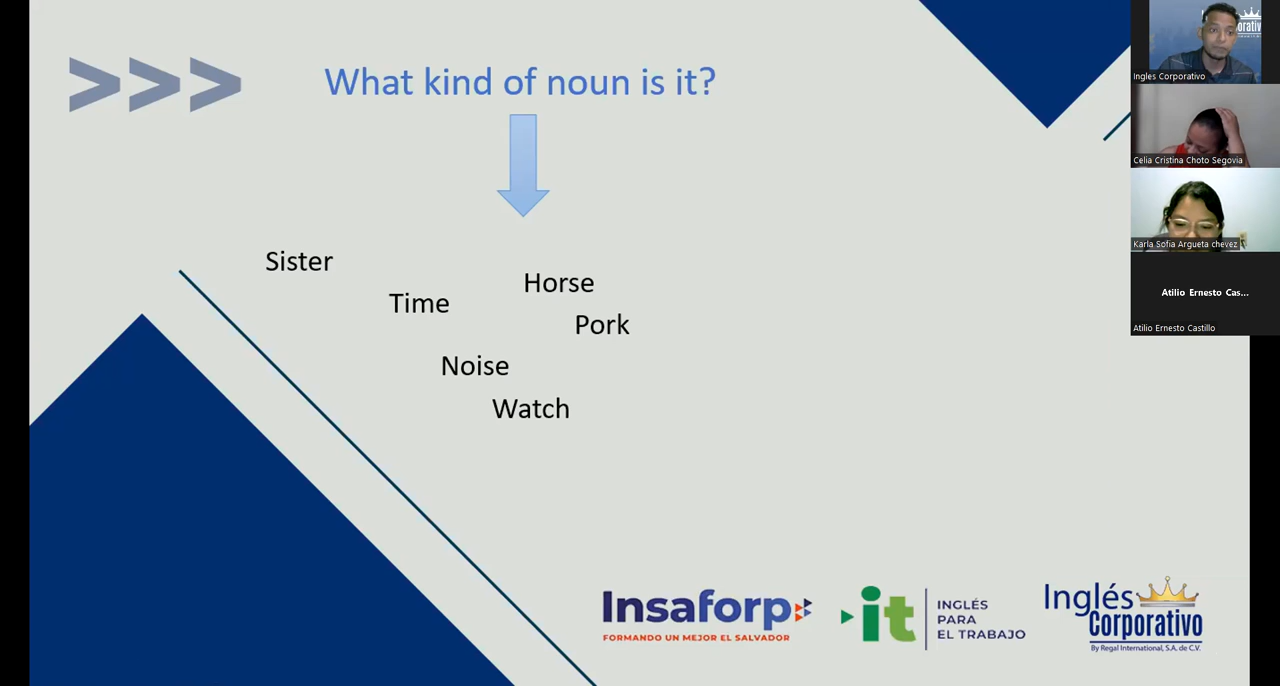 >>> What kind of noun is it?
Sister
Horse
Time
Pork
Noise
Watch
Insaforp
FORMANDO UN MEJOR EL SALVADOR
it
INGLÉS
PARA
EL TRABAJO
Inglés
Corporativo
By Regal International, S.A. de C.V.
orativo
Ingles Corporativo
Celia Cristina Choto Segovia
Karla Sofia Argueta chevez
Atilio Ernesto Cas...
Atilio Ernesto Castillo